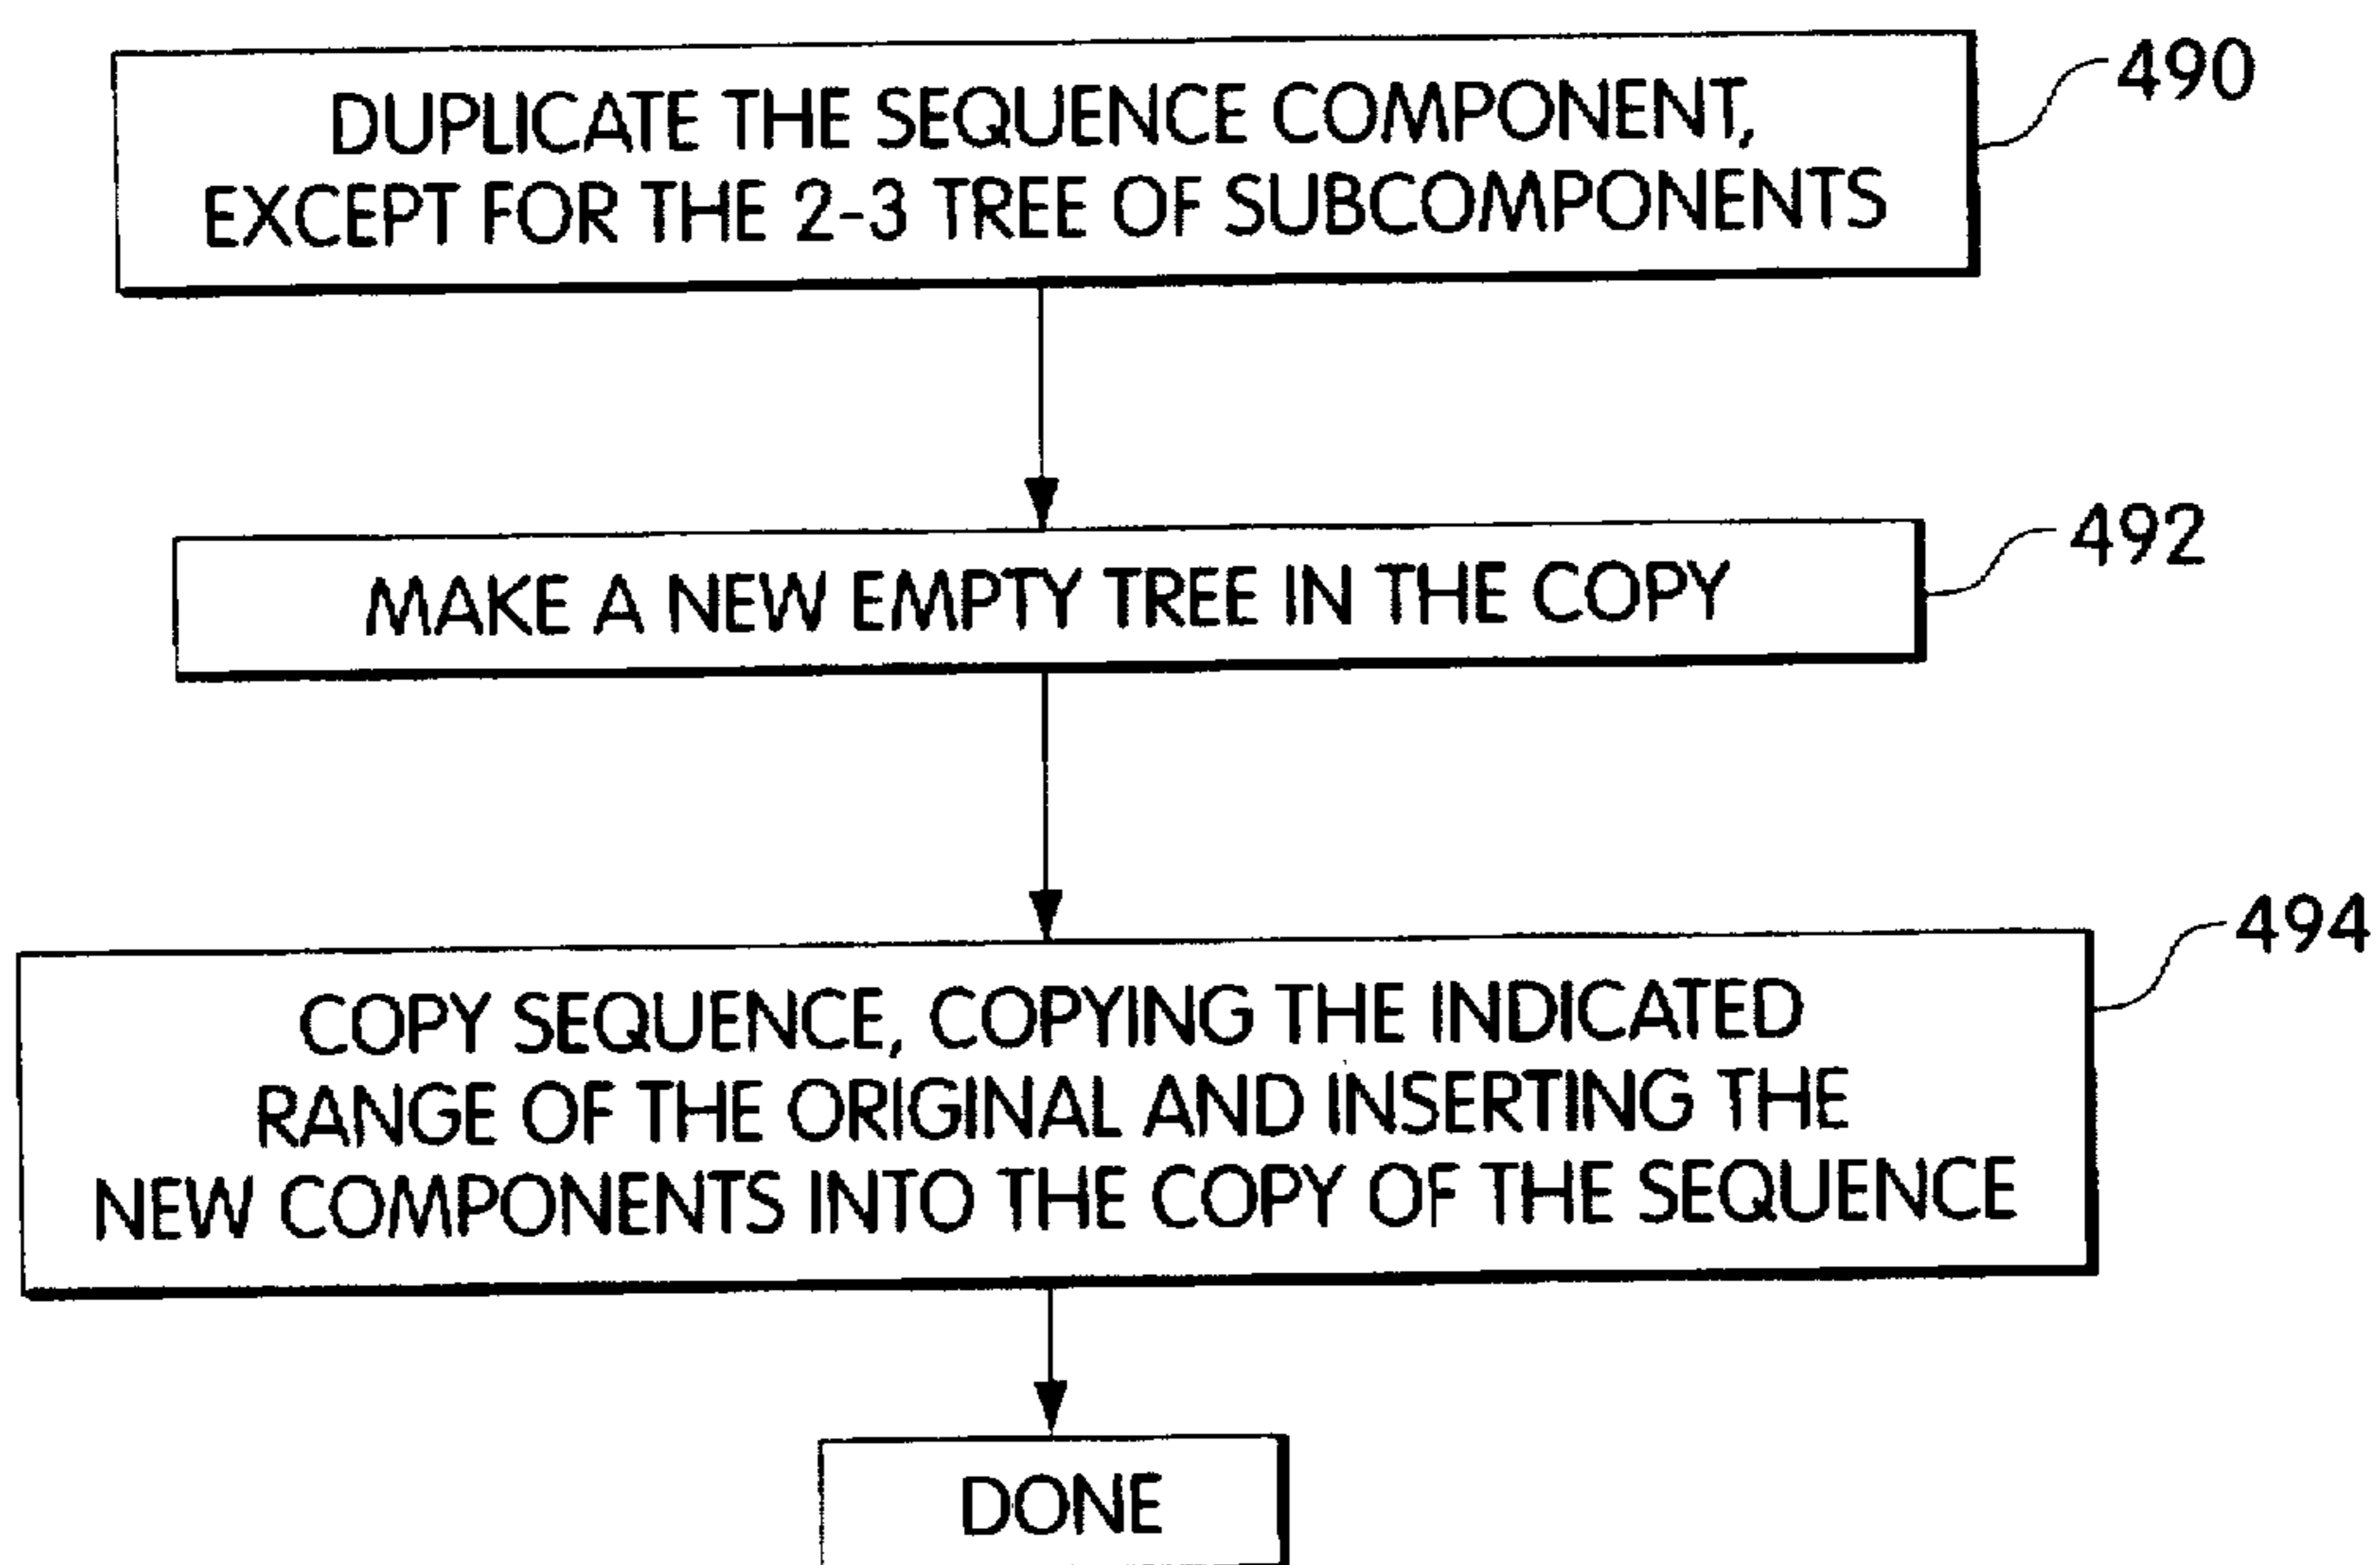 DUPLICATE THE SEQUENCE COMPONENT,
EXCEPT FOR THE 2-3 TREE OF SUBCOMPONENTS
490
MAKE A NEW EMPTY TREE IN THE COPY
492
COPY SEQUENCE, COPYING THE INDICATED
RANGE OF THE ORIGINAL AND INSERTING THE
NEW COMPONENTS INTO THE COPY OF THE SEQUENCE
494
DONE